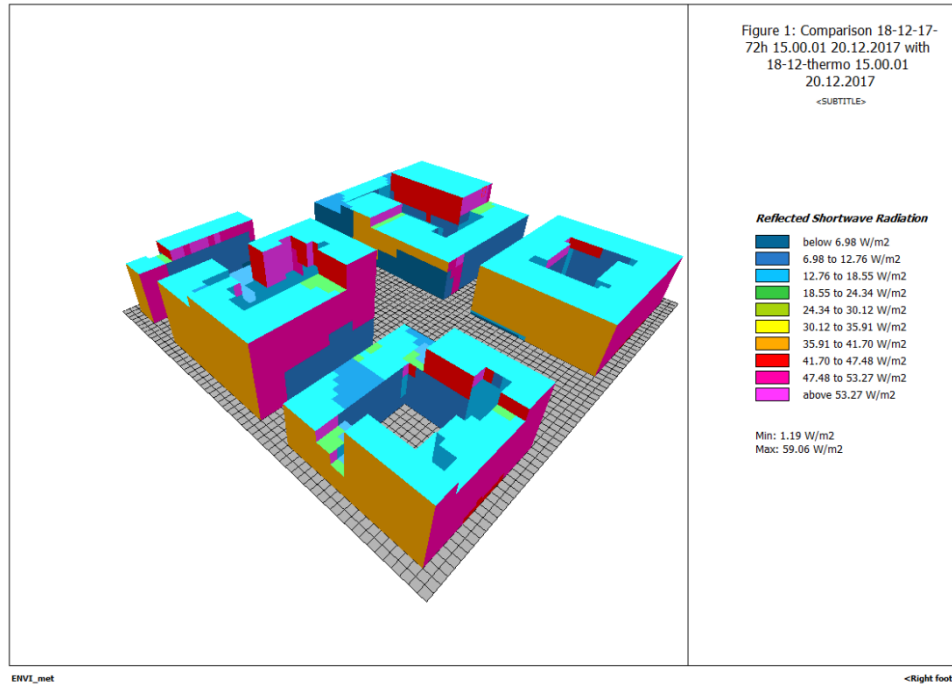 Figure 1: Comparison 18-12-17-
72h 15.00.01 20.12.2017 with
18-12-thermo 15.00.01
20.12.2017
<SUBTITLE>
Reflected Shortwave Radiation
below 6.98 W/m2
6.98 to 12.76 W/m2
12.76 to 18.55 W/m2
18.55 to 24.34 W/m2
24.34 to 30.12 W/m2
30.12 to 35.91 W/m2
35.91 to 41.70 W/m2
41.70 to 47.48 W/m2
47.48 to 53.27 W/m2
above 53.27 W/m2
Min: 1.19 W/m2
Max: 59.06 W/m2
ENVI_met
<Right foot